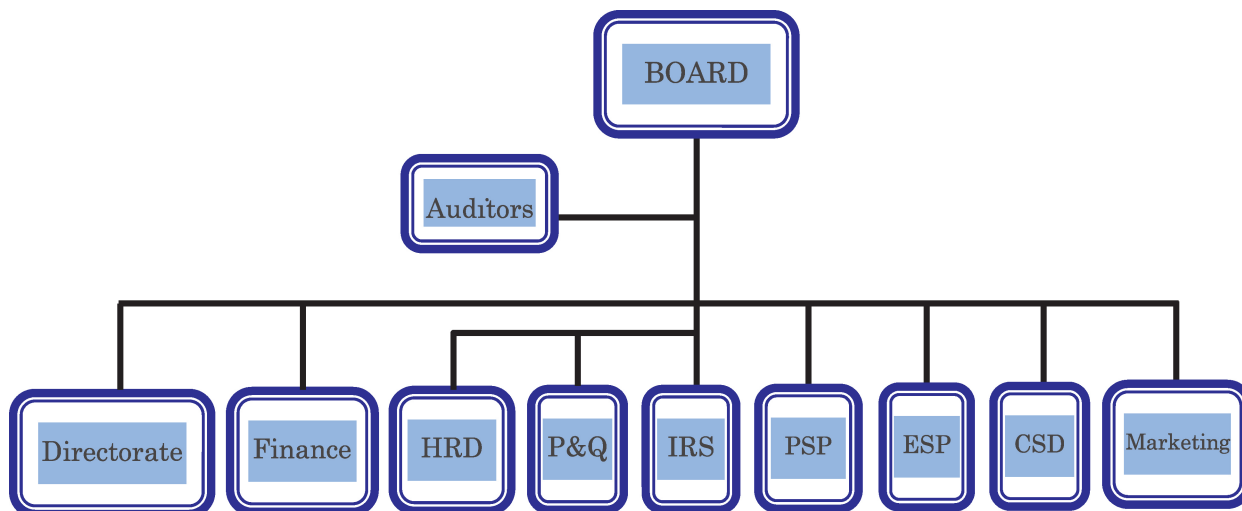 BOARD
Auditors
Directorate
Finance
HRD
P&Q
IRS
PSP
ESP
CSD
Marketing